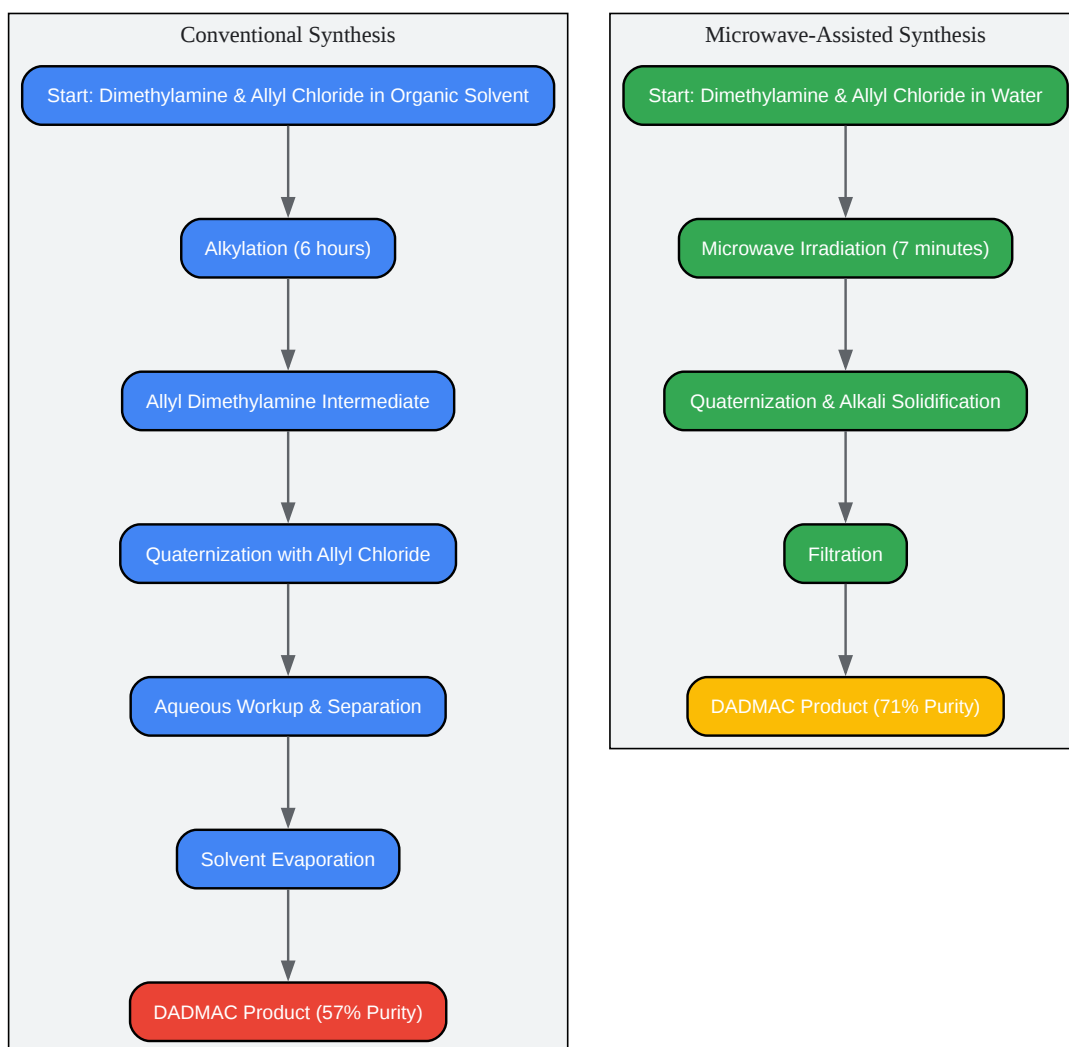 Conventional Synthesis
Start: Dimethylamine & Allyl Chloride in Organic Solvent
Alkylation (6 hours)
Allyl Dimethylamine Intermediate
Quaternization with Allyl Chloride
Aqueous Workup & Separation
Solvent Evaporation
DADMAC Product (57% Purity)
Microwave-Assisted Synthesis
Start: Dimethylamine & Allyl Chloride in Water
Microwave Irradiation (7 minutes)
Quaternization & Alkali Solidification
Filtration
DADMAC Product (71% Purity)